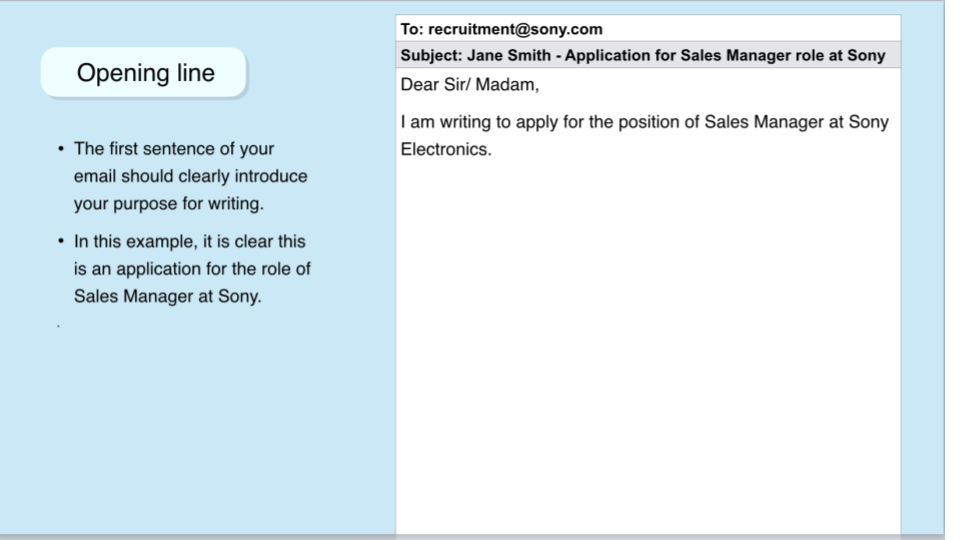 Opening line
• The first sentence of your
email should clearly introduce
your purpose for writing.
• In this example, it is clear this
is an application for the role of
Sales Manager at Sony.
.
To: recruitment@sony.com
Subject: Jane Smith - Application for Sales Manager role at Sony
Dear Sir/ Madam,
I am writing to apply for the position of Sales Manager at Sony
Electronics.